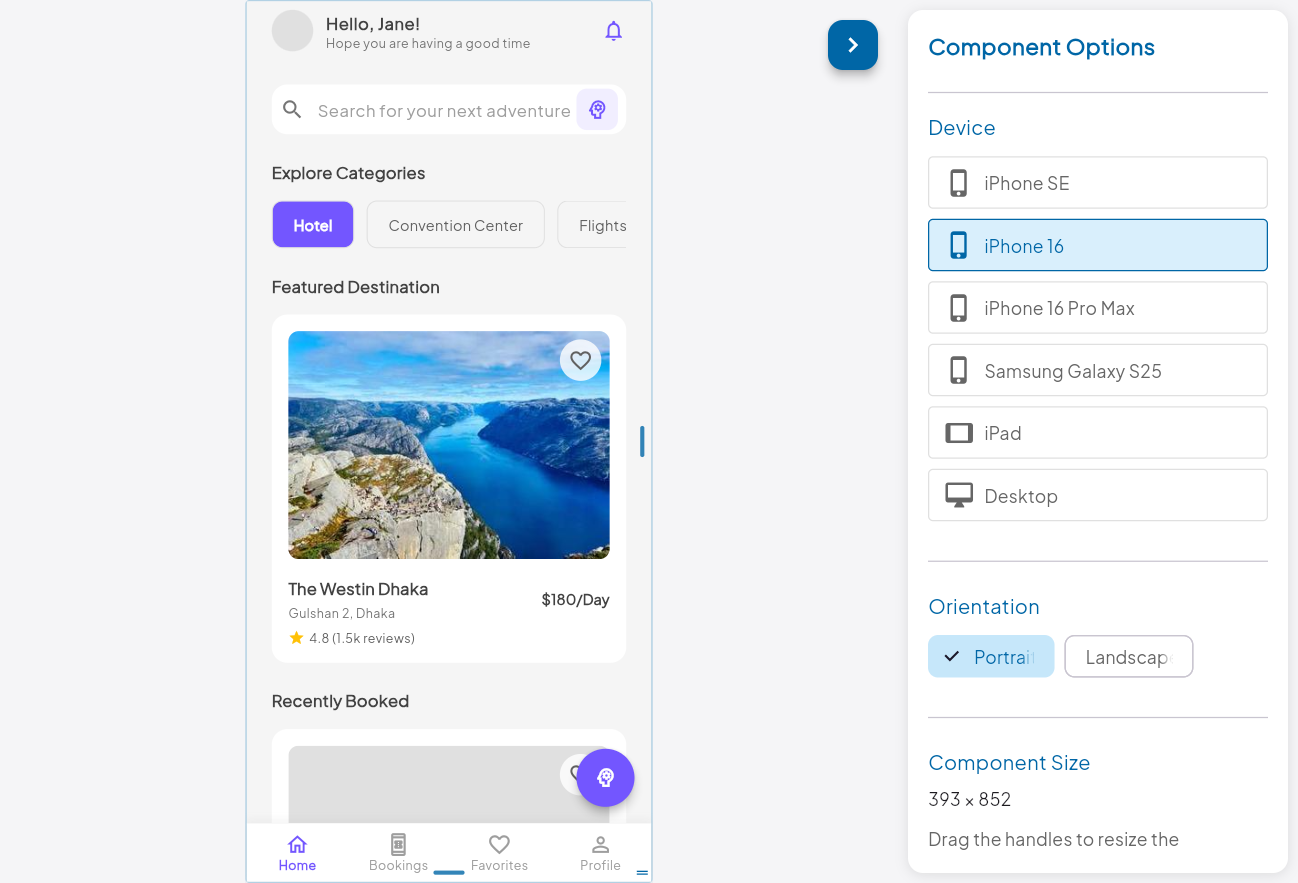 Hello, Jane!
Hope you are having a good time
Search for your next adventure
Explore Categories
Hotel
Convention Center
Flights
Featured Destination
The Westin Dhaka
Gulshan 2, Dhaka
$180/Day
4.8 (1.5k reviews)
Recently Booked
Home
Bookings
Favorites
Profile
Component Options
Device
iPhone SE
iPhone 16
iPhone 16 Pro Max
Samsung Galaxy S25
iPad
Desktop
Orientation
Portrait
Landscape
Component Size
393 × 852
Drag the handles to resize the